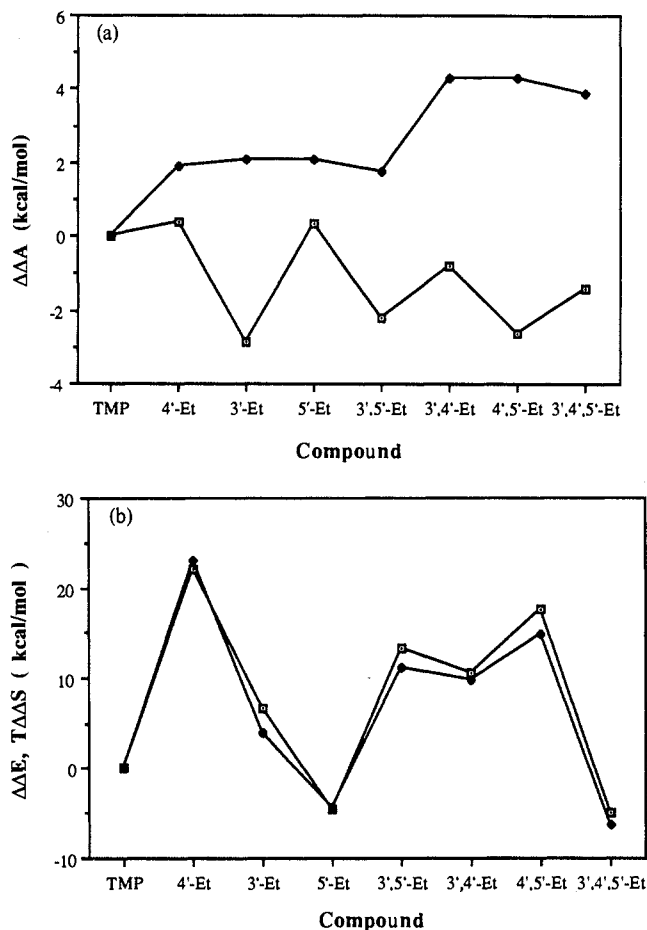 (a)
ΔΔA (kcal/mol)
6
4
2
0
-2
-4
TMP 4'-Et 3'-Et 5'-Et 3',5'-Et 3',4'-Et 4',5'-Et 3',4',5'-Et
Compound
(b)
ΔΔE, TΔΔS ( kcal/mol)
30
20
10
0
-10
TMP 4'-Et 3'-Et 5'-Et 3',5'-Et 3',4'-Et 4',5'-Et 3',4',5'-Et
Compound